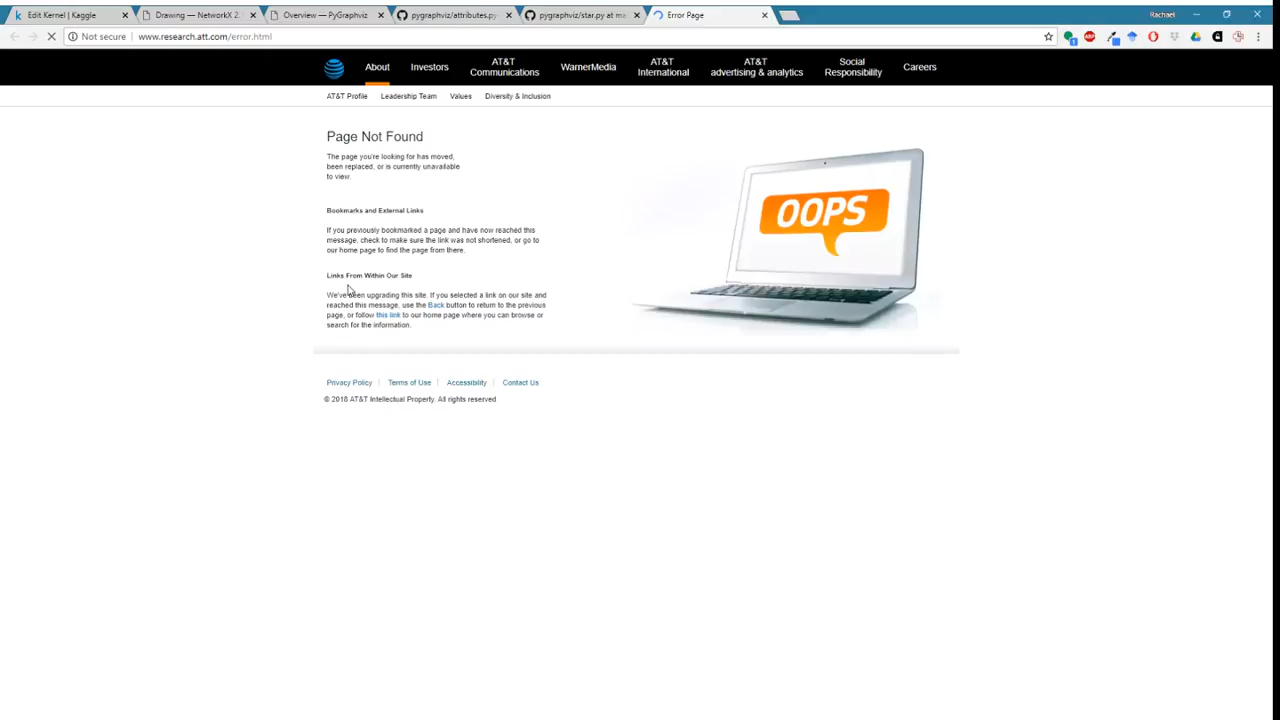 Edit Kernel | Kaggle
Drawing — NetworkX 2.
Overview — PyGraphviz
pygraphviz/attributes.py
pygraphviz/star.py at ma
Error Page
Rachael
Not secure
www.research.att.com/error.html
About
Investors
AT&T
Communications
WarnerMedia
AT&T
International
AT&T
advertising & analytics
Social
Responsibility
Careers
AT&T Profile
Leadership Team
Values
Diversity & Inclusion
Page Not Found
The page you're looking for has moved,
been replaced, or is currently unavailable
to view.
OOPS
Bookmarks and External Links
If you previously bookmarked a page and have now reached this
message, check to make sure the link was not shortened, or go to
our home page to find the page from there.
Links From Within Our Site
We've been upgrading this site. If you selected a link on our site and
reached this message, use the Back button to return to the previous
page, or follow this link to our home page where you can browse or
search for the information.
Privacy Policy
Terms of Use
Accessibility
Contact Us
© 2018 AT&T Intellectual Property. All rights reserved